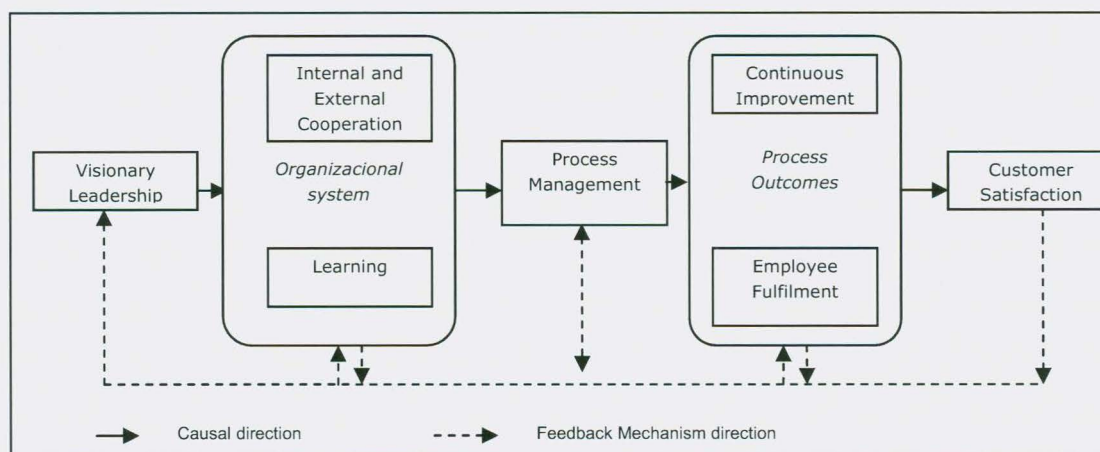 Visionary
Leadership
Internal and
External
Cooperation
Organizacional
system
Learning
Process
Management
Continuous
Improvement
Process
Outcomes
Employee
Fulfilment
Customer
Satisfaction
Causal direction
Feedback Mechanism direction